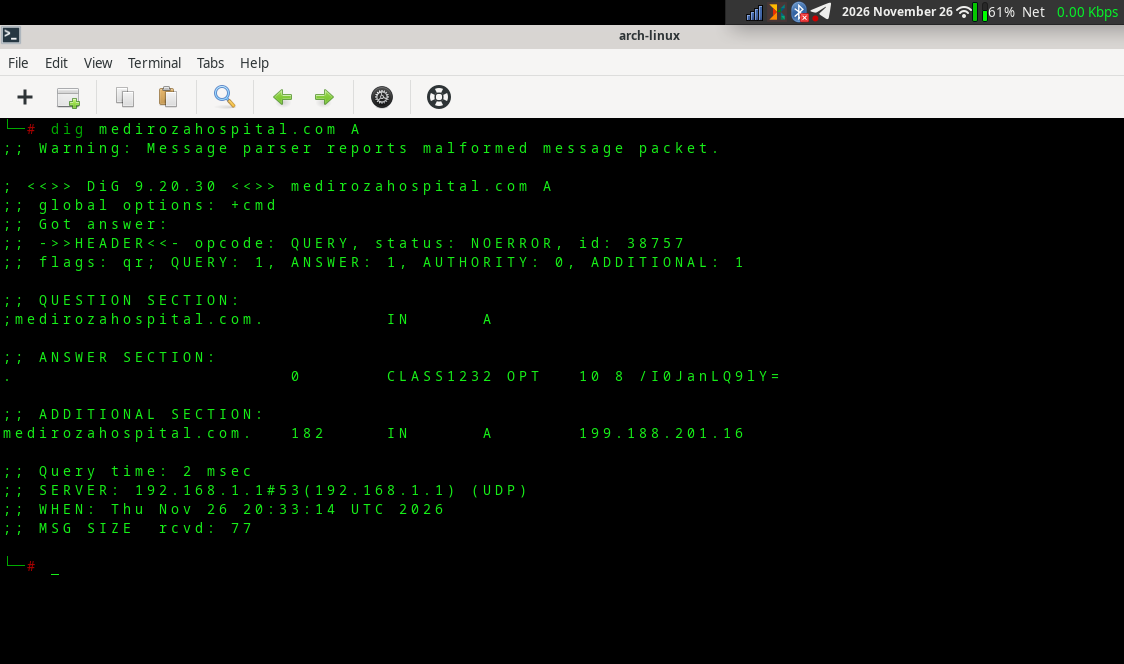 2026 November 26 61% Net 0.00 Kbps
arch-linux
File Edit View Terminal Tabs Help
└─# dig medirozahospital.com A
;; Warning: Message parser reports malformed message packet.
; <<>> DiG 9.20.30 <<>> medirozahospital.com A
;; global options: +cmd
;; Got answer:
;; ->>HEADER<<- opcode: QUERY, status: NOERROR, id: 38757
;; flags: qr; QUERY: 1, ANSWER: 1, AUTHORITY: 0, ADDITIONAL: 1
;; QUESTION SECTION:
;medirozahospital.com. IN A
;; ANSWER SECTION:
. 0 CLASS1232 OPT 10 8 /I0JanLQ9lY=
;; ADDITIONAL SECTION:
medirozahospital.com. 182 IN A 199.188.201.16
;; Query time: 2 msec
;; SERVER: 192.168.1.1#53(192.168.1.1) (UDP)
;; WHEN: Thu Nov 26 20:33:14 UTC 2026
;; MSG SIZE rcvd: 77
└─# _